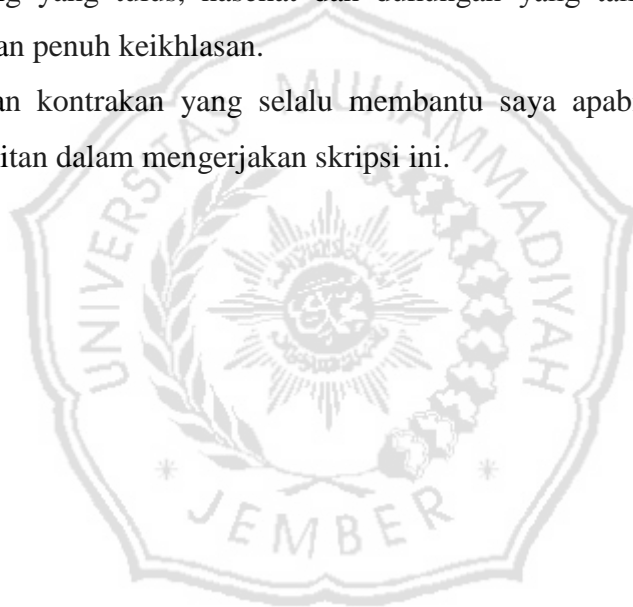 ng yang tulus, nasehat dan dukungan yang tan
an penuh keikhlasan.
an kontrakan yang selalu membantu saya apab
itan dalam mengerjakan skripsi ini.
UNIVERSITAS MUHAMMADIYAH
* JEMBER *